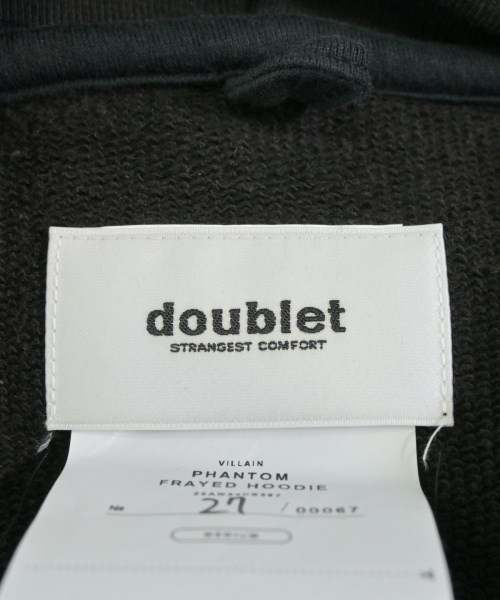 doublet
STRANGEST COMFORT
VILLAIN
PHANTOM
FRAYED HOODIE
№ 27 / 00067